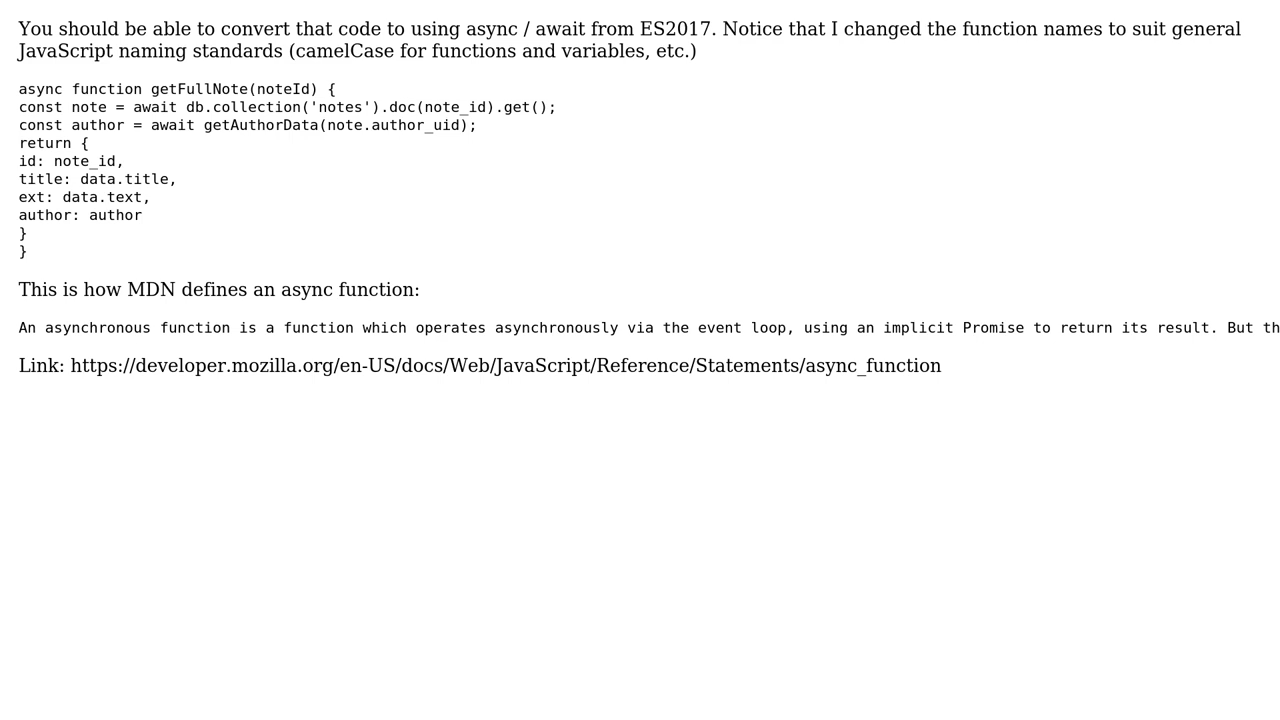 You should be able to convert that code to using async / await from ES2017. Notice that I changed the function names to suit general
JavaScript naming standards (camelCase for functions and variables, etc.)
async function getFullNote(noteId) {
const note = await db.collection('notes').doc(note_id).get();
const author = await getAuthorData(note.author_uid);
return {
id: note_id,
title: data.title,
ext: data.text,
author: author
}
}
This is how MDN defines an async function:
An asynchronous function is a function which operates asynchronously via the event loop, using an implicit Promise to return its result. But th
Link: https://developer.mozilla.org/en-US/docs/Web/JavaScript/Reference/Statements/async_function